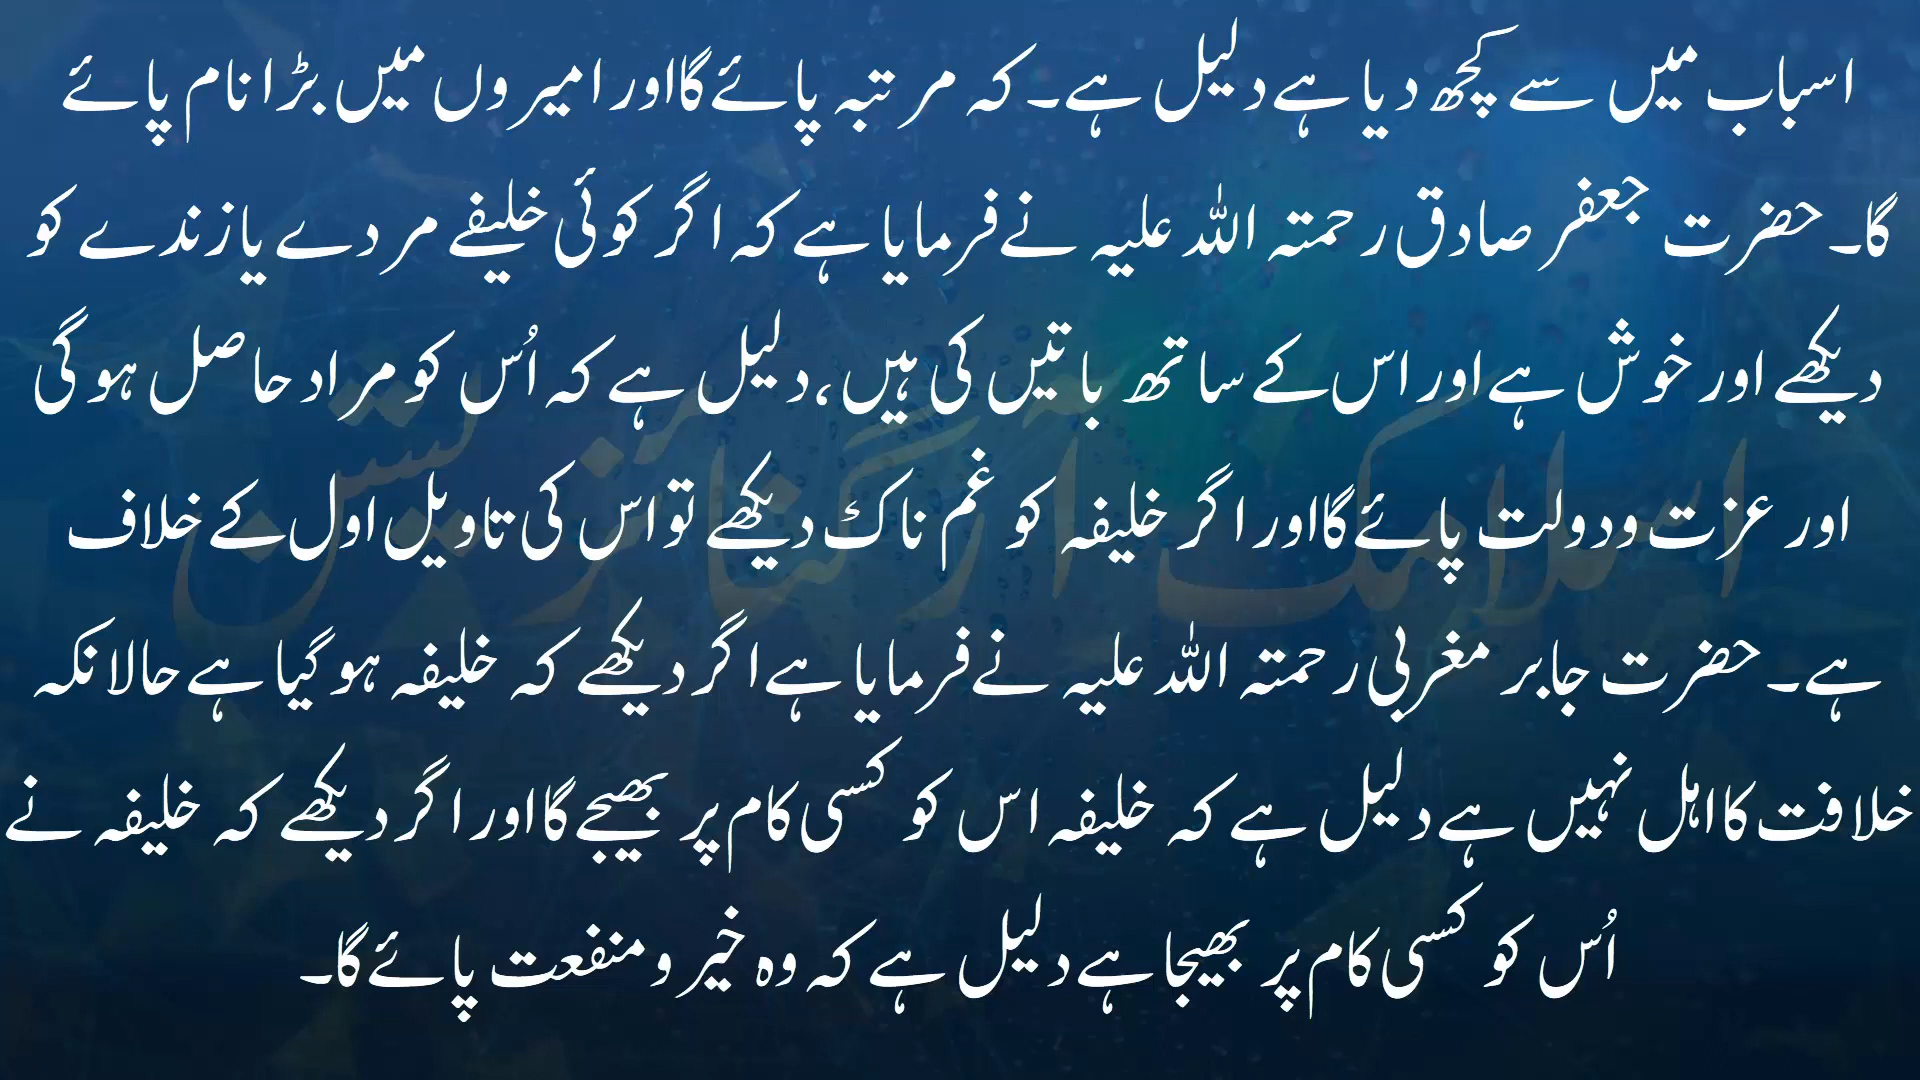 اسباب میں سے کچھ دیا ہے دلیل ہے۔ کہ مرتبہ پائے گا اور امیروں میں بڑا نام پائے
گا۔ حضرت جعفر صادق رحمتہ اللہ علیہ نے فرمایا ہے کہ اگر کوئی خلیفے مردے یا زندے کو
دیکھے اور خوش ہے اور اس کے ساتھ باتیں کی ہیں، دلیل ہے کہ اُس کو مراد حاصل ہو گی
اور عزت و دولت پائے گا اور اگر خلیفہ کو غم ناک دیکھے تو اس کی تاویل اول کے خلاف
ہے۔ حضرت جابر مغربی رحمتہ اللہ علیہ نے فرمایا ہے اگر دیکھے کہ خلیفہ ہو گیا ہے حالانکہ
خلافت کا اہل نہیں ہے دلیل ہے کہ خلیفہ اس کو کسی کام پر بھیجے گا اور اگر دیکھے کہ خلیفہ نے
اُس کو کسی کام پر بھیجا ہے دلیل ہے کہ وہ خیر و منفعت پائے گا۔
اسلامک آرگنائزیشن